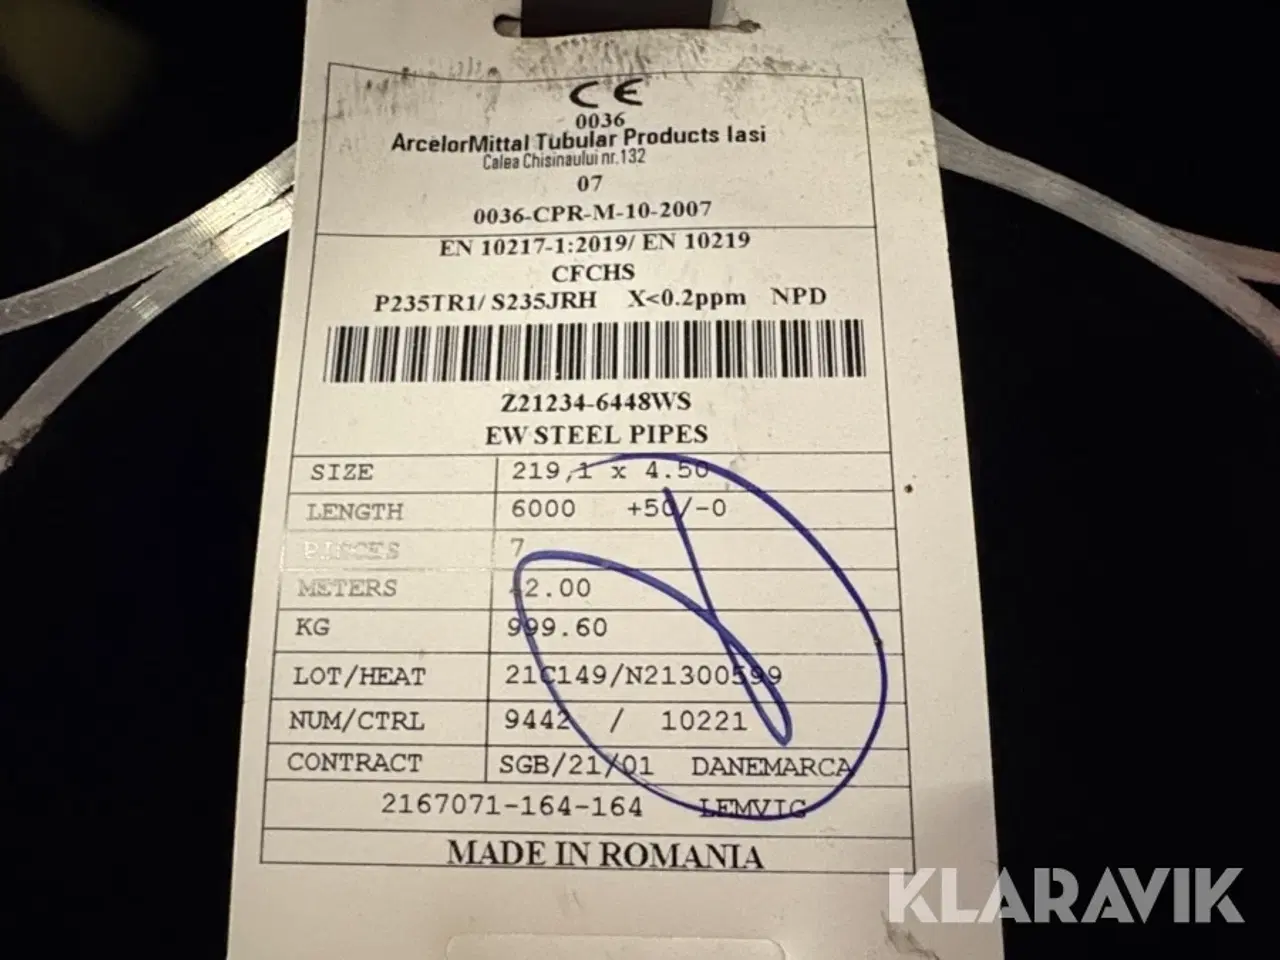 CE
0036
ArcelorMittal Tubular Products Iasi
Calea Chisinaului nr.132
07
0036-CPR-M-10-2007
EN 10217-1:2019/ EN 10219
CFCHS
P235TR1/ S235JRH X<0.2ppm NPD
Z21234-6448WS
EW STEEL PIPES
SIZE 219,1 x 4.50
LENGTH 6000 +50/-0
PIECES 7
METERS 42.00
KG 999.60
LOT/HEAT 21C149/N21300599
NUM/CTRL 9442 / 10221
CONTRACT SGB/21/01 DANEMARCA
2167071-164-164 LEMVIG
MADE IN ROMANIA
KLARAVIK